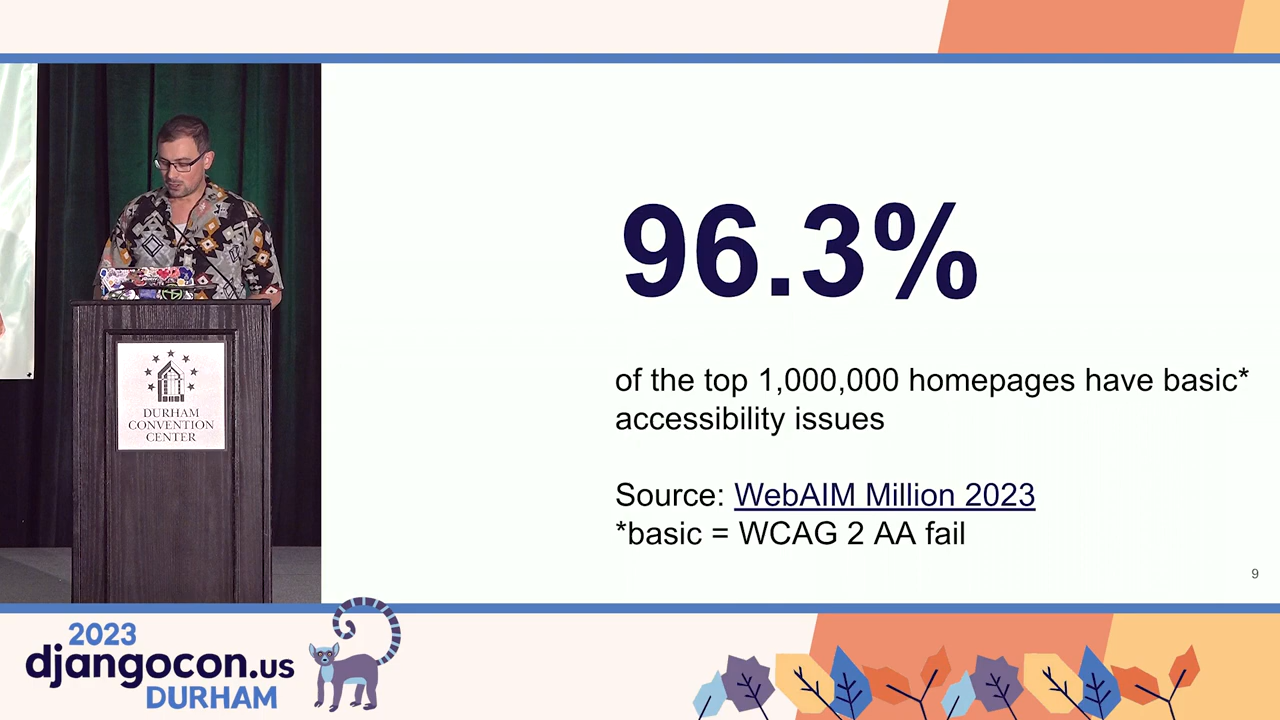 96.3%
of the top 1,000,000 homepages have basic*
accessibility issues
Source: WebAIM Million 2023
*basic = WCAG 2 AA fail
9
DURHAM
CONVENTION
CENTER
2023
djangocon.us
DURHAM